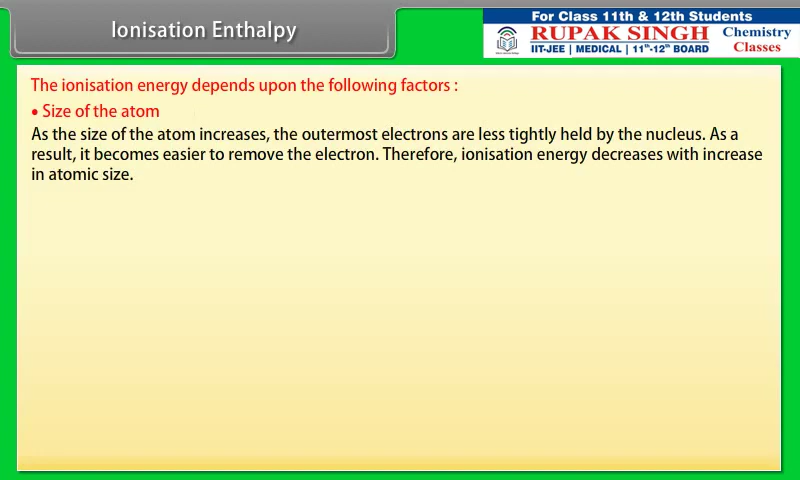 Ionisation Enthalpy
For Class 11th & 12th Students
RUPAK SINGH
Chemistry
Classes
IIT-JEE | MEDICAL | 11th-12th BOARD
The ionisation energy depends upon the following factors :
• Size of the atom
As the size of the atom increases, the outermost electrons are less tightly held by the nucleus. As a
result, it becomes easier to remove the electron. Therefore, ionisation energy decreases with increase
in atomic size.